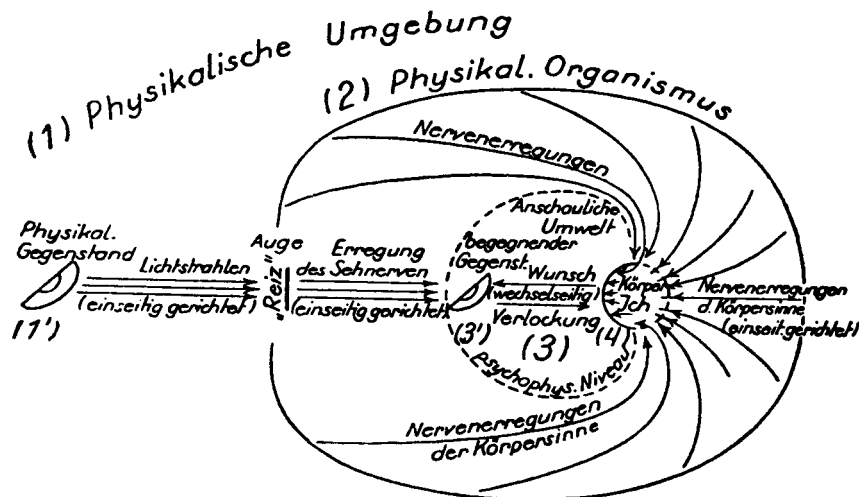 (1) Physikalische Umgebung
(2) Physikal. Organismus
Nervenerregungen
Physikal.
Gegenstand
Lichtstrahlen
(einseitig gerichtet)
(1')
Auge
„Reiz"
Erregung
des Sehnerven
(einseitig gerichtet)
Anschauliche
Umwelt
"begegnender
Gegenst.
Wunsch
(wechselseitig)
Verlockung
(3')
(3)
psychophys. Niveau
Körper
Ich
(4)
Nervenerregungen
d. Körpersinne
(einseit. gerichtet)
Nervenerregungen
der Körpersinne